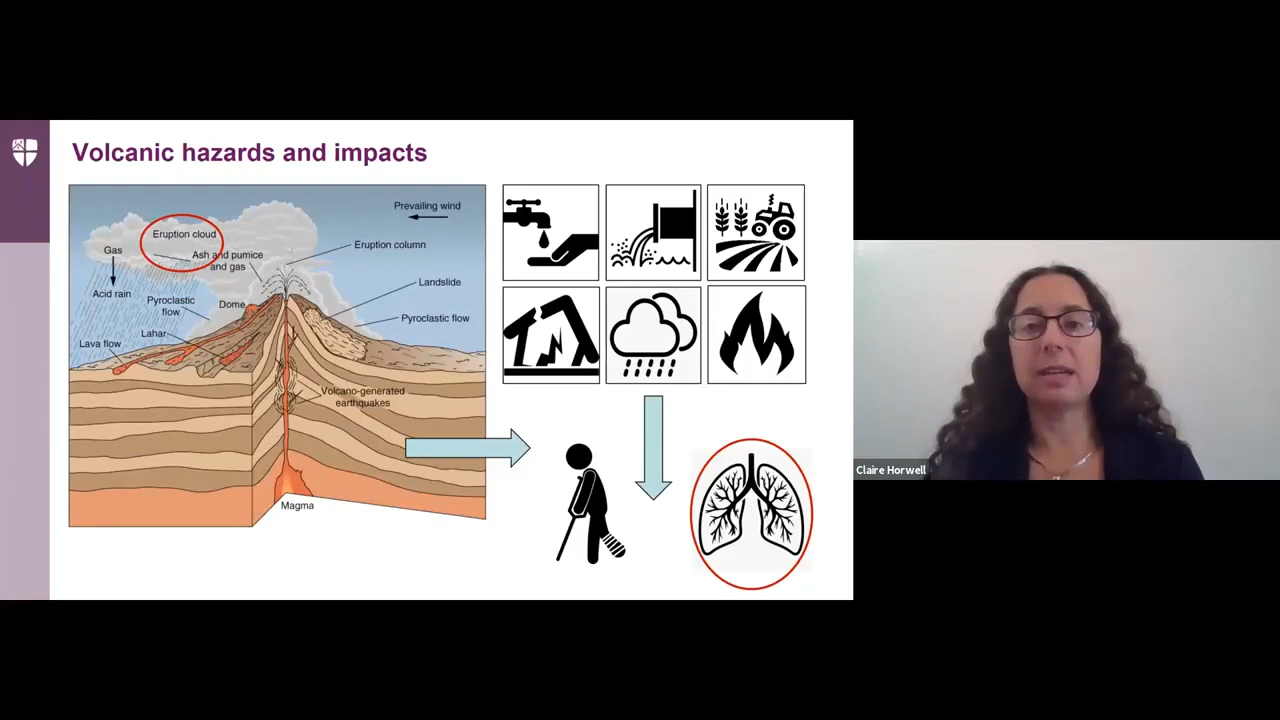 Volcanic hazards and impacts
Prevailing wind
Eruption cloud
Eruption column
Gas
Ash and pumice
and gas
Landslide
Acid rain
Pyroclastic
flow
Dome
Pyroclastic flow
Lahar
Lava flow
Volcano-generated
earthquakes
Magma
Claire Horwell